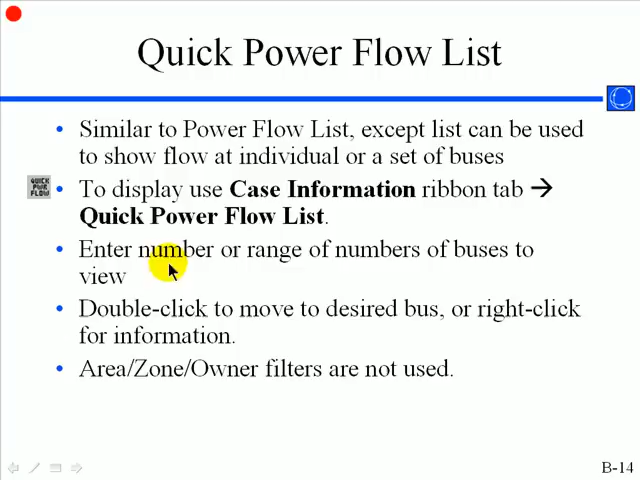 Quick Power Flow List
• Similar to Power Flow List, except list can be used
to show flow at individual or a set of buses
QUICK
PWR
FLOW
• To display use Case Information ribbon tab →
Quick Power Flow List.
• Enter number or range of numbers of buses to
view
• Double-click to move to desired bus, or right-click
for information.
• Area/Zone/Owner filters are not used.
B-14